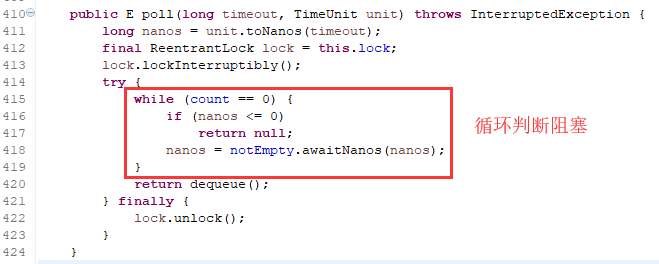 410 public E poll(long timeout, TimeUnit unit) throws InterruptedException {
411 long nanos = unit.toNanos(timeout);
412 final ReentrantLock lock = this.lock;
413 lock.lockInterruptibly();
414 try {
415 while (count == 0) {
416 if (nanos <= 0)
417 return null;
418 nanos = notEmpty.awaitNanos(nanos);
419 }
420 return dequeue();
421 } finally {
422 lock.unlock();
423 }
424 }
循环判断阻塞